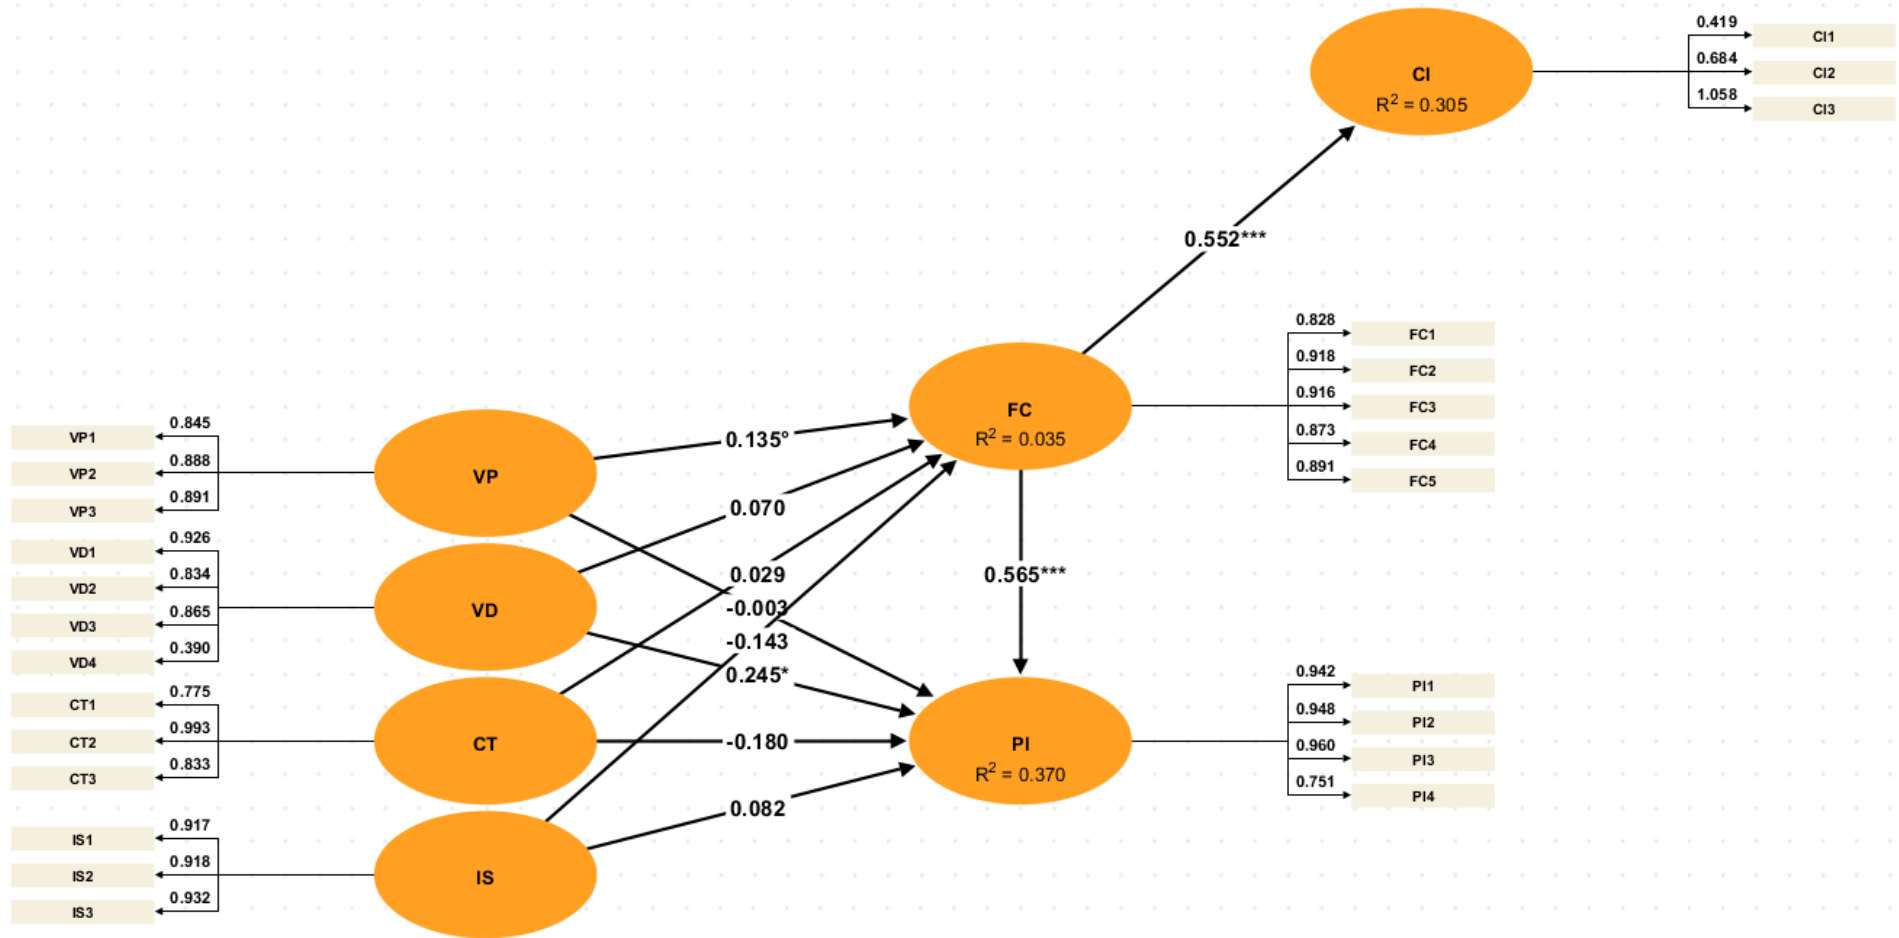 CI
R² = 0.305
0.419
CI1
0.684
CI2
1.058
CI3
0.552***
FC
R² = 0.035
0.828
FC1
0.918
FC2
0.916
FC3
0.873
FC4
0.891
FC5
VP1
0.845
VP2
0.888
VP3
0.891
VP
0.135°
VD1
0.926
VD2
0.834
VD3
0.865
VD4
0.390
VD
0.070
0.029
-0.003
-0.143
0.245*
0.565***
CT1
0.775
CT2
0.993
CT3
0.833
CT
-0.180
PI
R² = 0.370
0.942
PI1
0.948
PI2
0.960
PI3
0.751
PI4
IS1
0.917
IS2
0.918
IS3
0.932
IS
0.082